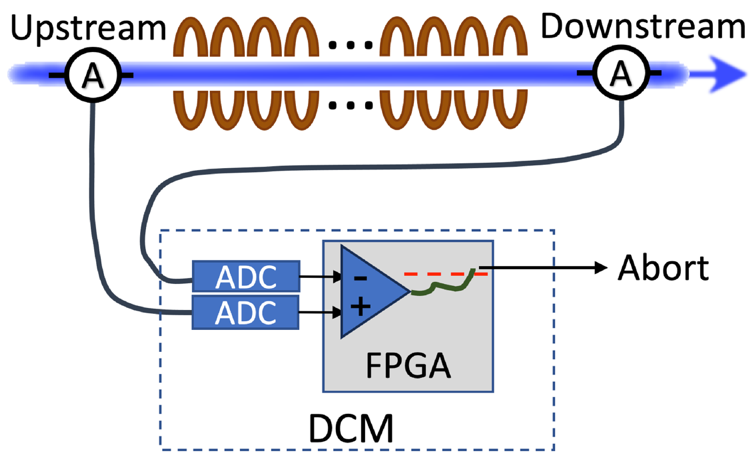 Upstream
Downstream
A
A
ADC
ADC
-
+
FPGA
DCM
Abort